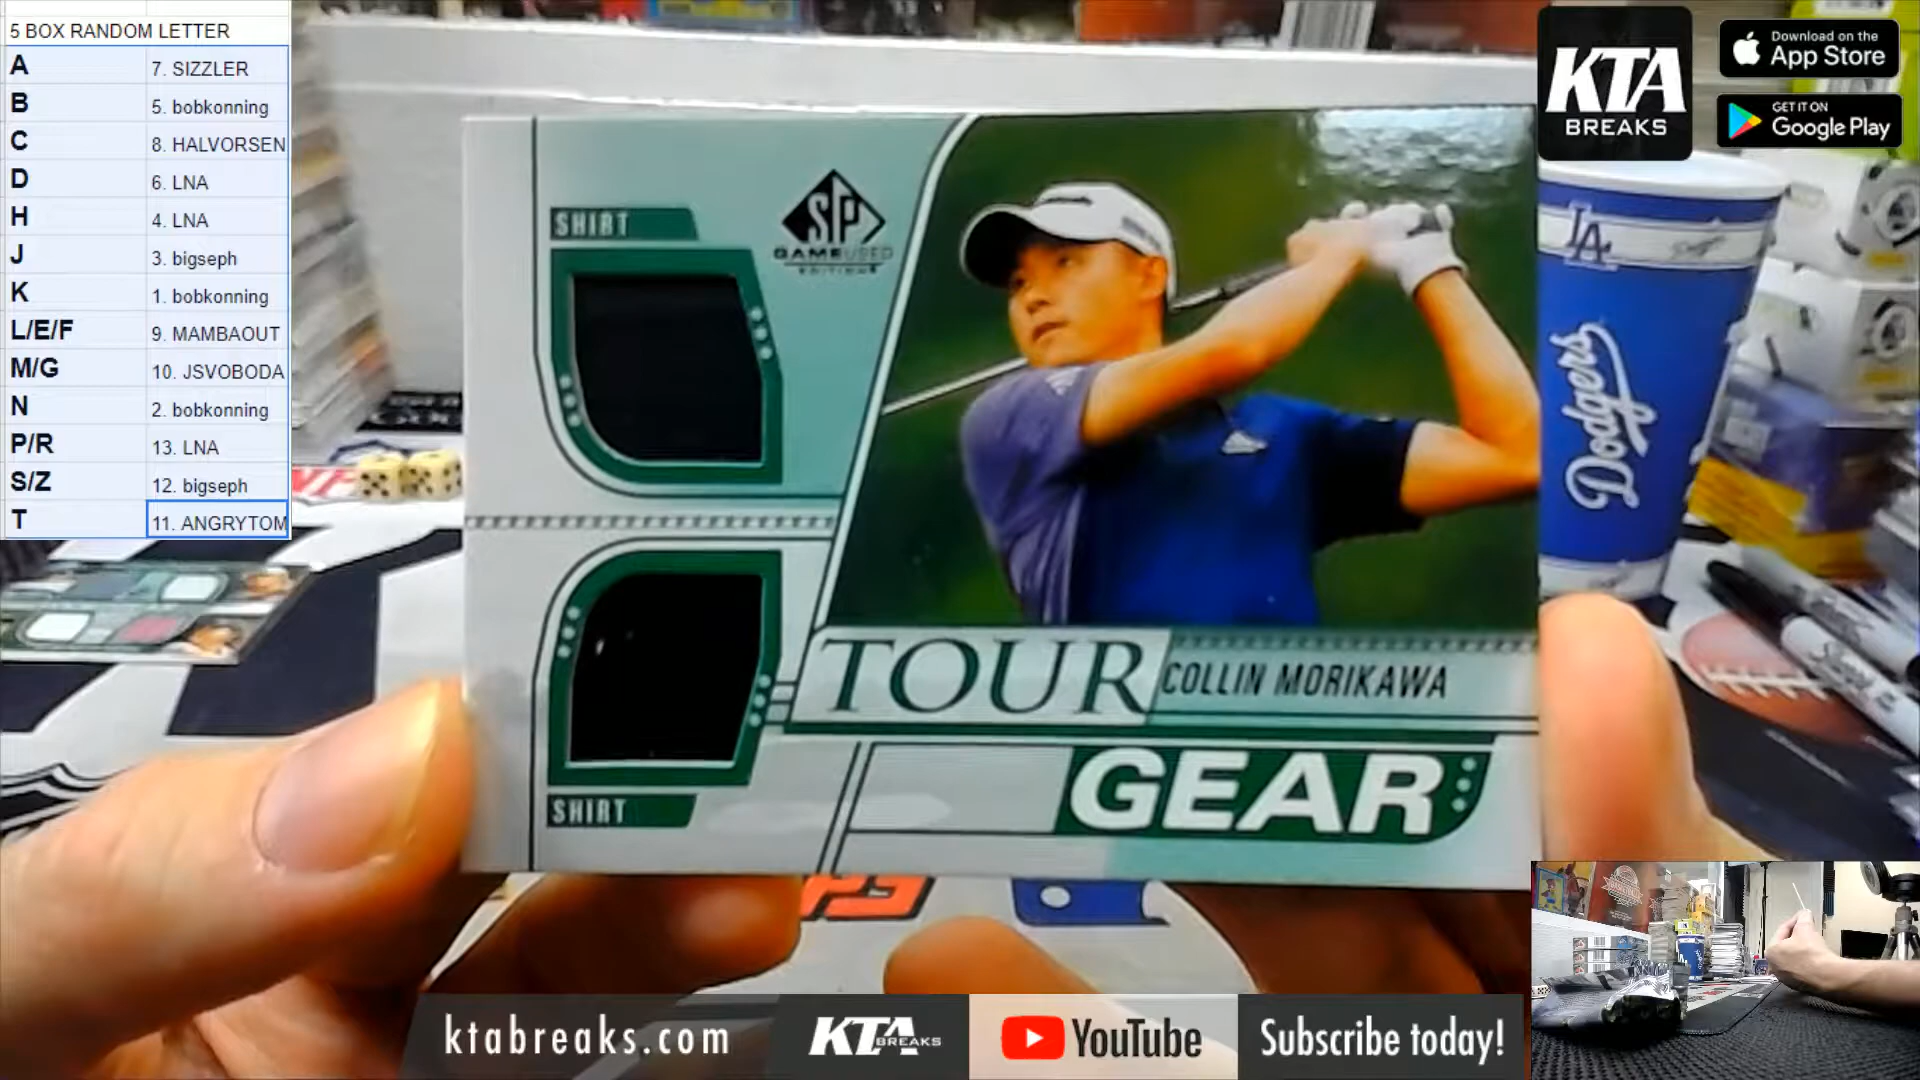 5 BOX RANDOM LETTER
A 7. SIZZLER
B 5. bobkonning
C 8. HALVORSEN
D 6. LNA
H 4. LNA
J 3. bigseph
K 1. bobkonning
L/E/F 9. MAMBAOUT
M/G 10. JSVOBODA
N 2. bobkonning
P/R 13. LNA
S/Z 12. bigseph
T 11. ANGRYTOM
SHIRT
SP
GAMEUSED
EDITION
TOUR
COLLIN MORIKAWA
GEAR
SHIRT
KTA
BREAKS
Download on the
App Store
GET IT ON
Google Play
LA
Dodgers
ktabreaks.com
KTA
BREAKS
YouTube
Subscribe today!